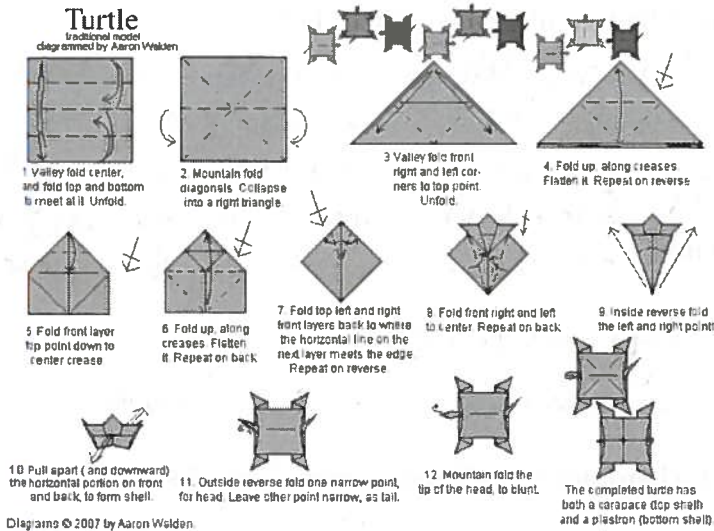 Turtle
traditional model
diagrammed by Aaron Walden
1 Valley fold center,
and fold top and bottom
to meet at it. Unfold.
2. Mountain fold
diagonals. Collapse
into a right triangle.
3 Valley fold front
right and left cor-
ners to top point.
Unfold.
4. Fold up, along creases.
Flatten it. Repeat on reverse
5. Fold front layer
top point down to
center crease
6. Fold up, along
creases. Flatten
it Repeat on back
7. Fold top left and right
front layers back to where
the horizontal line on the
next layer meets the edge.
Repeat on reverse.
8. Fold front right and left
to center. Repeat on back
9 Inside reverse fold
the left and right point
10 Pull apart ( and downward)
the horizontal portion on front
and back, to form shell.
11. Outside reverse fold one narrow point,
for head. Leave other point narrow, as tail.
12 Mountain fold the
tip of the head, to blunt.
The completed turtle has
both a carapace (top shell)
and a plastron (bottom shell)
Diagrams © 2007 by Aaron Walden.